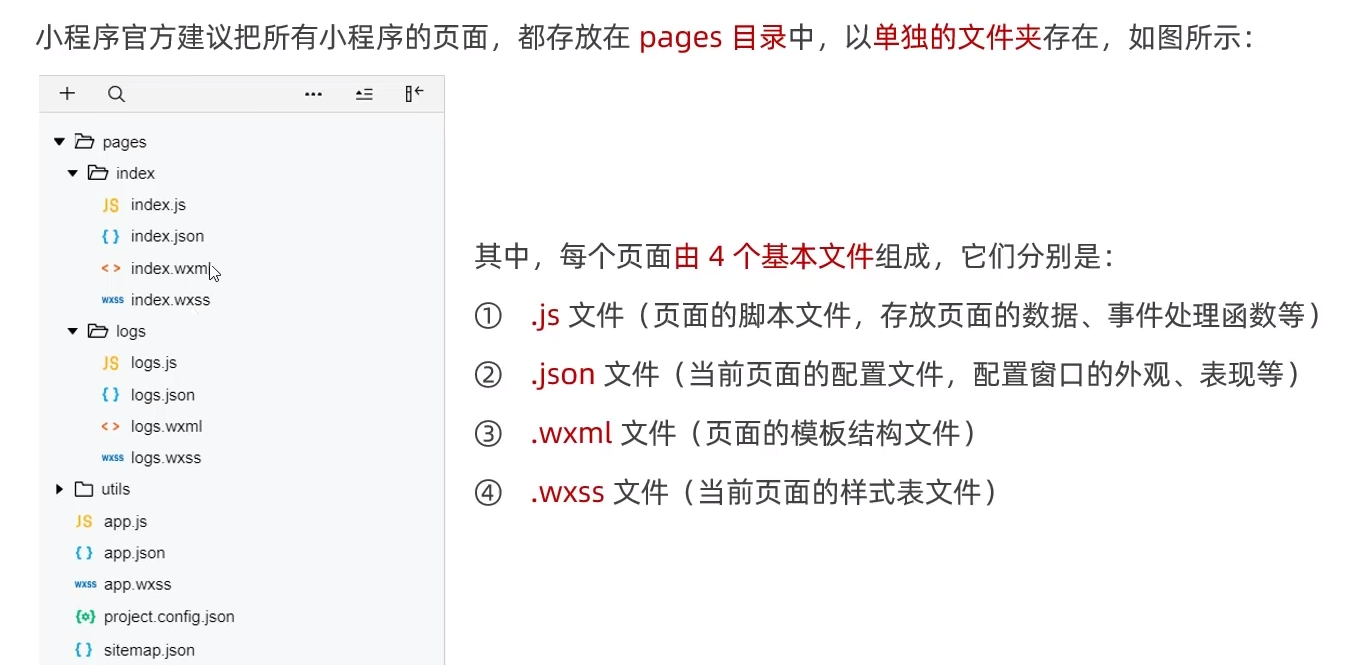 小程序官方建议把所有小程序的页面，都存放在 pages 目录中，以单独的文件夹存在，如图所示：
pages
index
JS index.js
{ } index.json
< > index.wxml
wxss index.wxss
logs
JS logs.js
{ } logs.json
< > logs.wxml
wxss logs.wxss
utils
JS app.js
{ } app.json
wxss app.wxss
project.config.json
{ } sitemap.json
其中，每个页面由 4 个基本文件组成，它们分别是：
① .js 文件（页面的脚本文件，存放页面的数据、事件处理函数等）
② .json 文件（当前页面的配置文件，配置窗口的外观、表现等）
③ .wxml 文件（页面的模板结构文件）
④ .wxss 文件（当前页面的样式表文件）